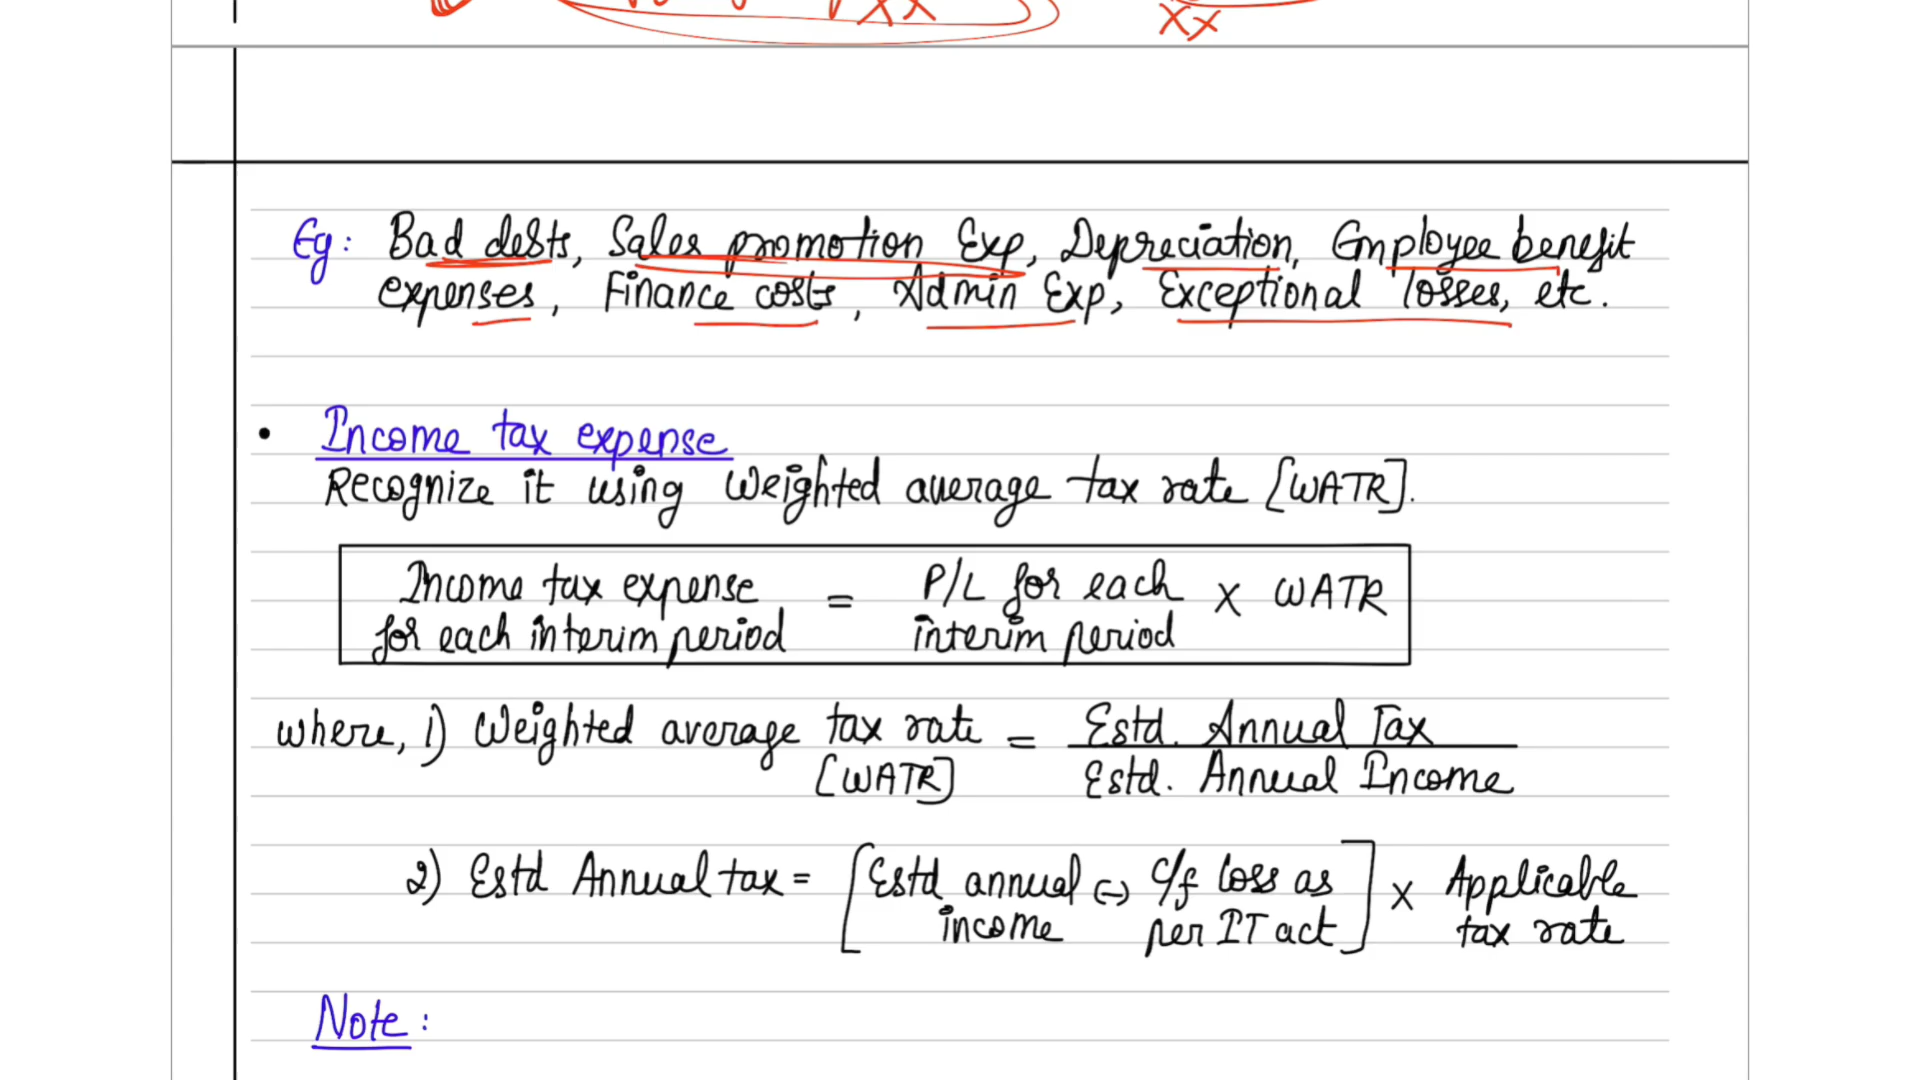 XX
XX
Eg: Bad debts, Sales promotion Exp, Depreciation, Employee benefit
expenses, Finance costs, Admin Exp, Exceptional losses, etc.
• Income tax expense
Recognize it using Weighted average tax rate [WATR].
Income tax expense for each interim period = P/L for each interim period X WATR
where, 1) Weighted average tax rate [WATR] = Estd. Annual Tax
Estd. Annual Income
2) Estd Annual tax = [Estd annual income (-) C/f loss as per IT act] X Applicable tax rate
Note: